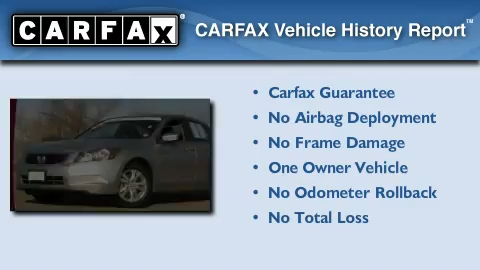 CARFAX® CARFAX Vehicle History Report™
• Carfax Guarantee
• No Airbag Deployment
• No Frame Damage
• One Owner Vehicle
• No Odometer Rollback
• No Total Loss